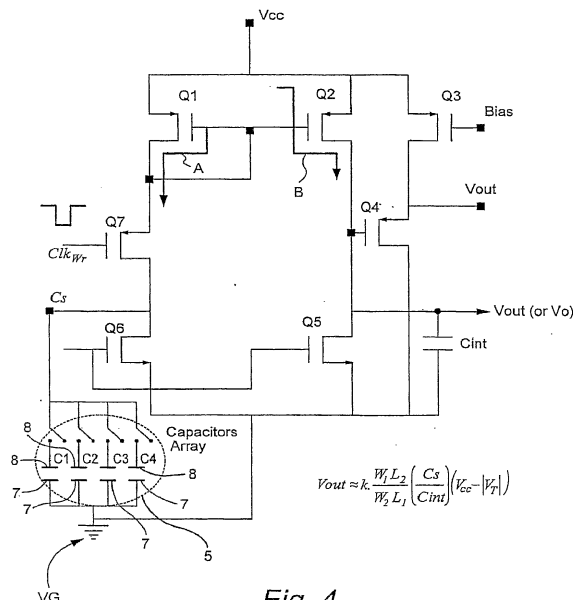 Vcc
Q1
Q2
Q3
Bias
A
B
Vout
Q4
Q7
Clk_Wr
Cs
Vout (or Vo)
Q6
Q5
Cint
Capacitors
Array
8
8 C1 C2 C3 C4 8
7
7
7
7
5
Vout ≈ k. W1 L2 / W2 L1 (Cs / Cint) (Vcc - |VT|)
VG
Fig. 4